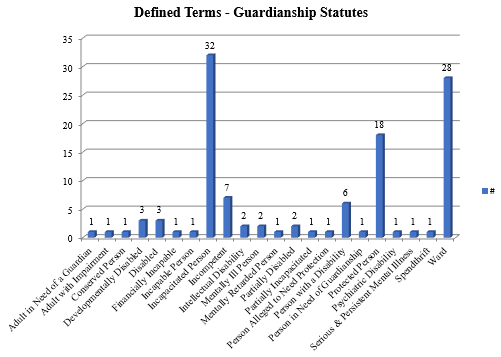 Defined Terms - Guardianship Statutes
35
30
25
20
15
10
5
0
1
1
1
3
3
1
1
32
7
2
2
1
2
1
1
6
1
18
1
1
1
28
#
Adult in Need of a Guardian
Adult with Impairment
Conserved Person
Developmentally Disabled
Disabled
Financially Incapable
Incapable Person
Incapacitated Person
Incompetent
Intellectual Disability
Mentally Ill Person
Mentally Retarded Person
Partially Disabled
Partially Incapacitated
Person Alleged to Need Protection
Person with a Disability
Person in Need of Guardianship
Protected Person
Psychiatric Disability
Serious & Persistent Mental Illness
Spendthrift
Ward